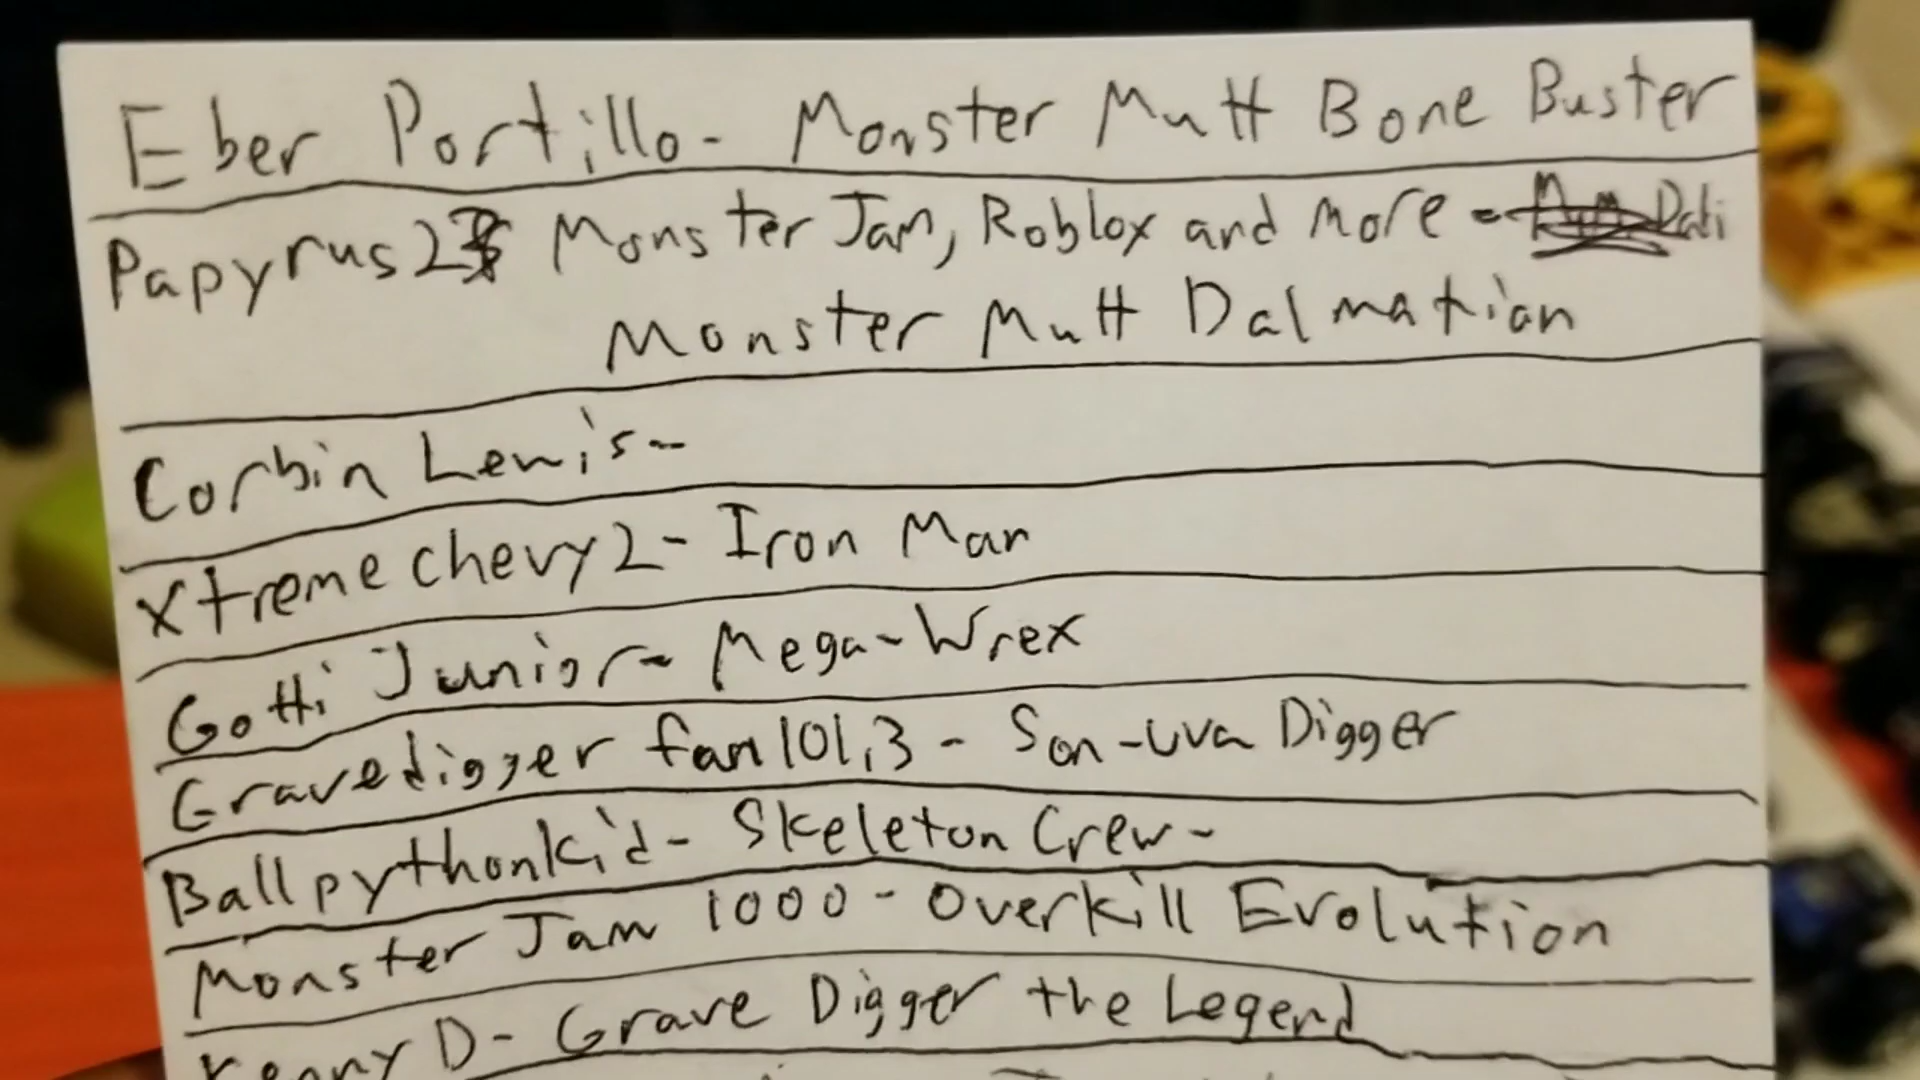 Eber Portillo- Monster Mutt Bone Buster
Papyrus2 Monster Jam, Roblox and More - Dali
Monster Mutt Dalmatian
Corbin Lewis-
Xtreme chevy2- Iron Man
Gotti Junior- Mega-Wrex
Gravedigger fan101,3 - Son-uva Digger
Ballpythonkid- Skeleton Crew-
Monster Jam 1000- Overkill Evolution
Kenny D- Grave Digger the Legend